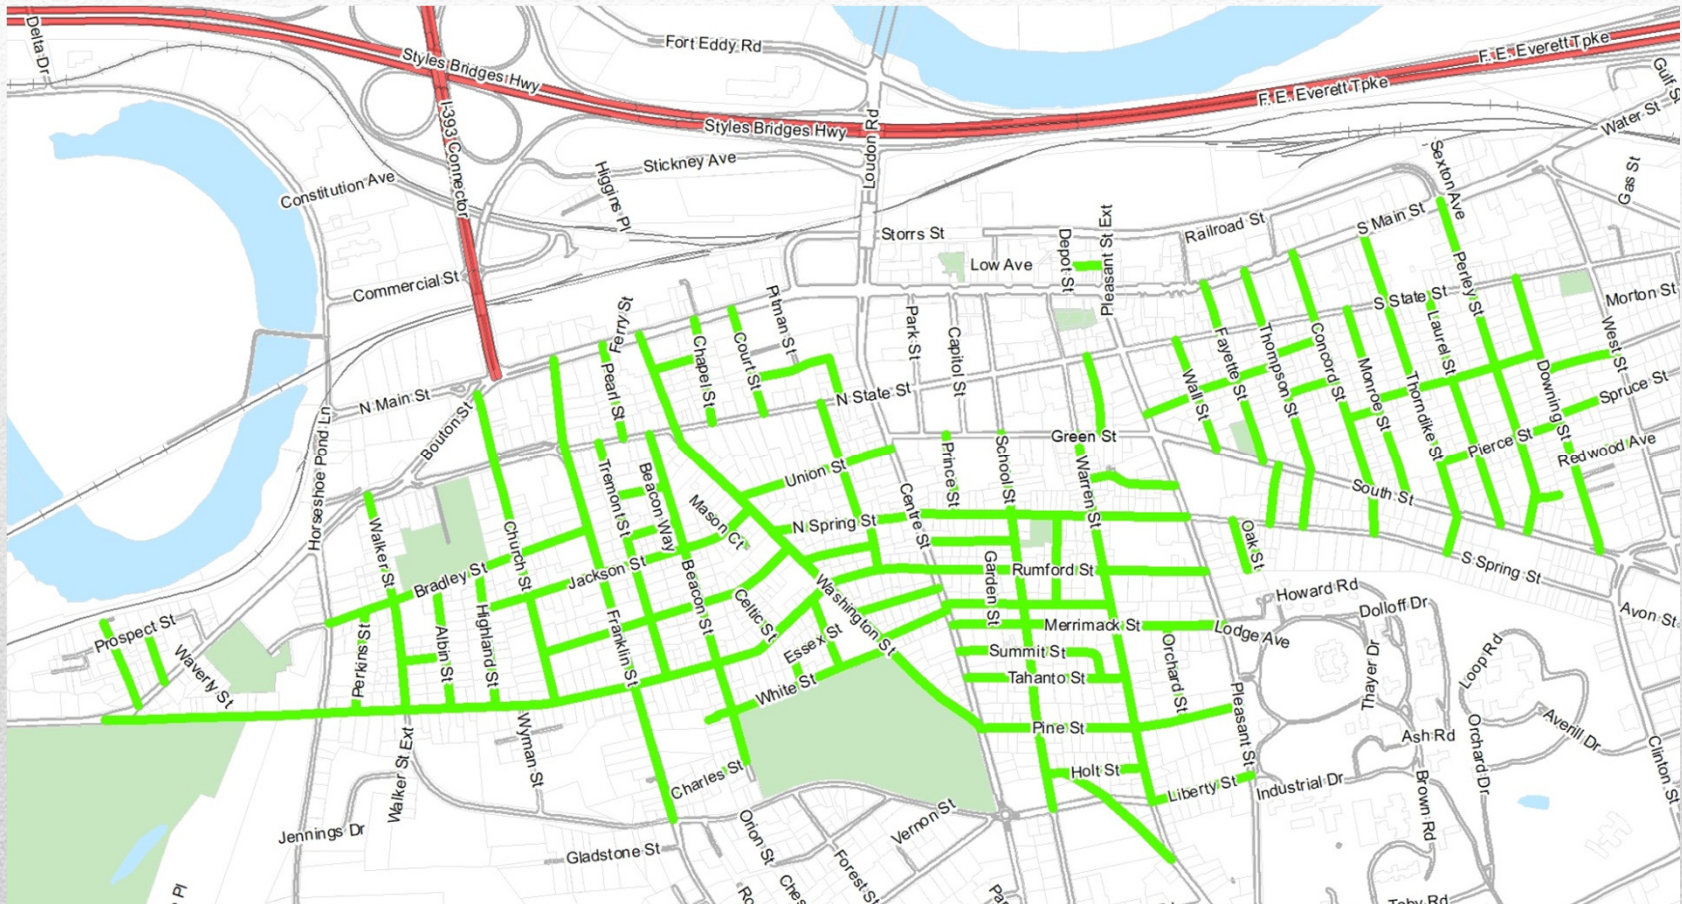 Delta Dr
Fort Eddy Rd
Styles Bridges Hwy
F. E. Everett Tpke
Gulf St
F. E. Everett Tpke
I-393 Connector
Styles Bridges Hwy
Loudon Rd
Water St
Stickney Ave
Constitution Ave
Higgins Pl
Sexton Ave
Gas St
S Main St
Railroad St
Storrs St
Depot St
Pleasant St Ext
Low Ave
Commercial St
Perley St
S State St
Morton St
Ferry St
Pitman St
Park St
Capitol St
Court St
Chapel St
Fayette St
Thompson St
Concord St
Laurel St
West St
N Main St
Pearl St
N State St
Wall St
Monroe St
Thorndike St
Downing St
Spruce St
Bouton St
Horseshoe Pond Ln
Green St
Pierce St
Redwood Ave
Union St
Prince St
School St
Warren St
South St
Tremont St
Beacon Way
Mason Ct
N Spring St
Centre St
Walker St
Church St
Oak St
S Spring St
Bradley St
Jackson St
Beacon St
Garden St
Rumford St
Howard Rd
Dolloff Dr
Avon St
Prospect St
Highland St
Albin St
Perkins St
Franklin St
Celtic St
Washington St
Essex St
Merrimack St
Lodge Ave
Waverly St
Summit St
Orchard St
Thayer Dr
Loop Rd
Tahanto St
White St
Pleasant St
Wyman St
Pine St
Ash Rd
Averill Dr
Orchard Dr
Clinton St
Walker St Ext
Charles St
Holt St
Liberty St
Industrial Dr
Brown Rd
Jennings Dr
Orion St
Vernon St
Gladstone St
Forest St